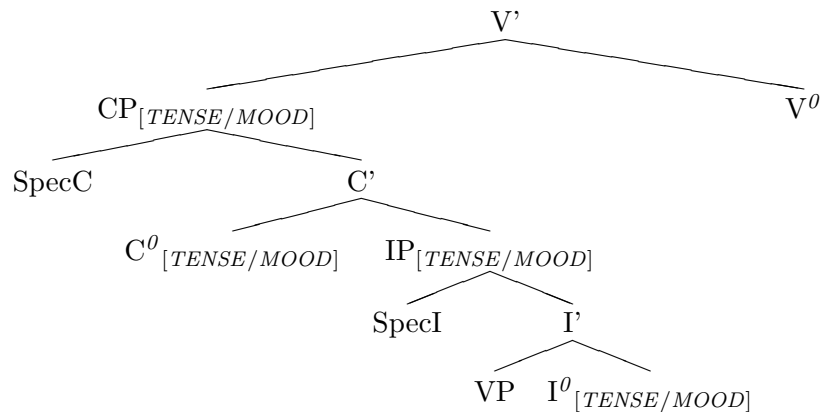 V’
CP[TENSE/MOOD] V0
SpecC C’
C0[TENSE/MOOD] IP[TENSE/MOOD]
SpecI I’
VP I0[TENSE/MOOD]